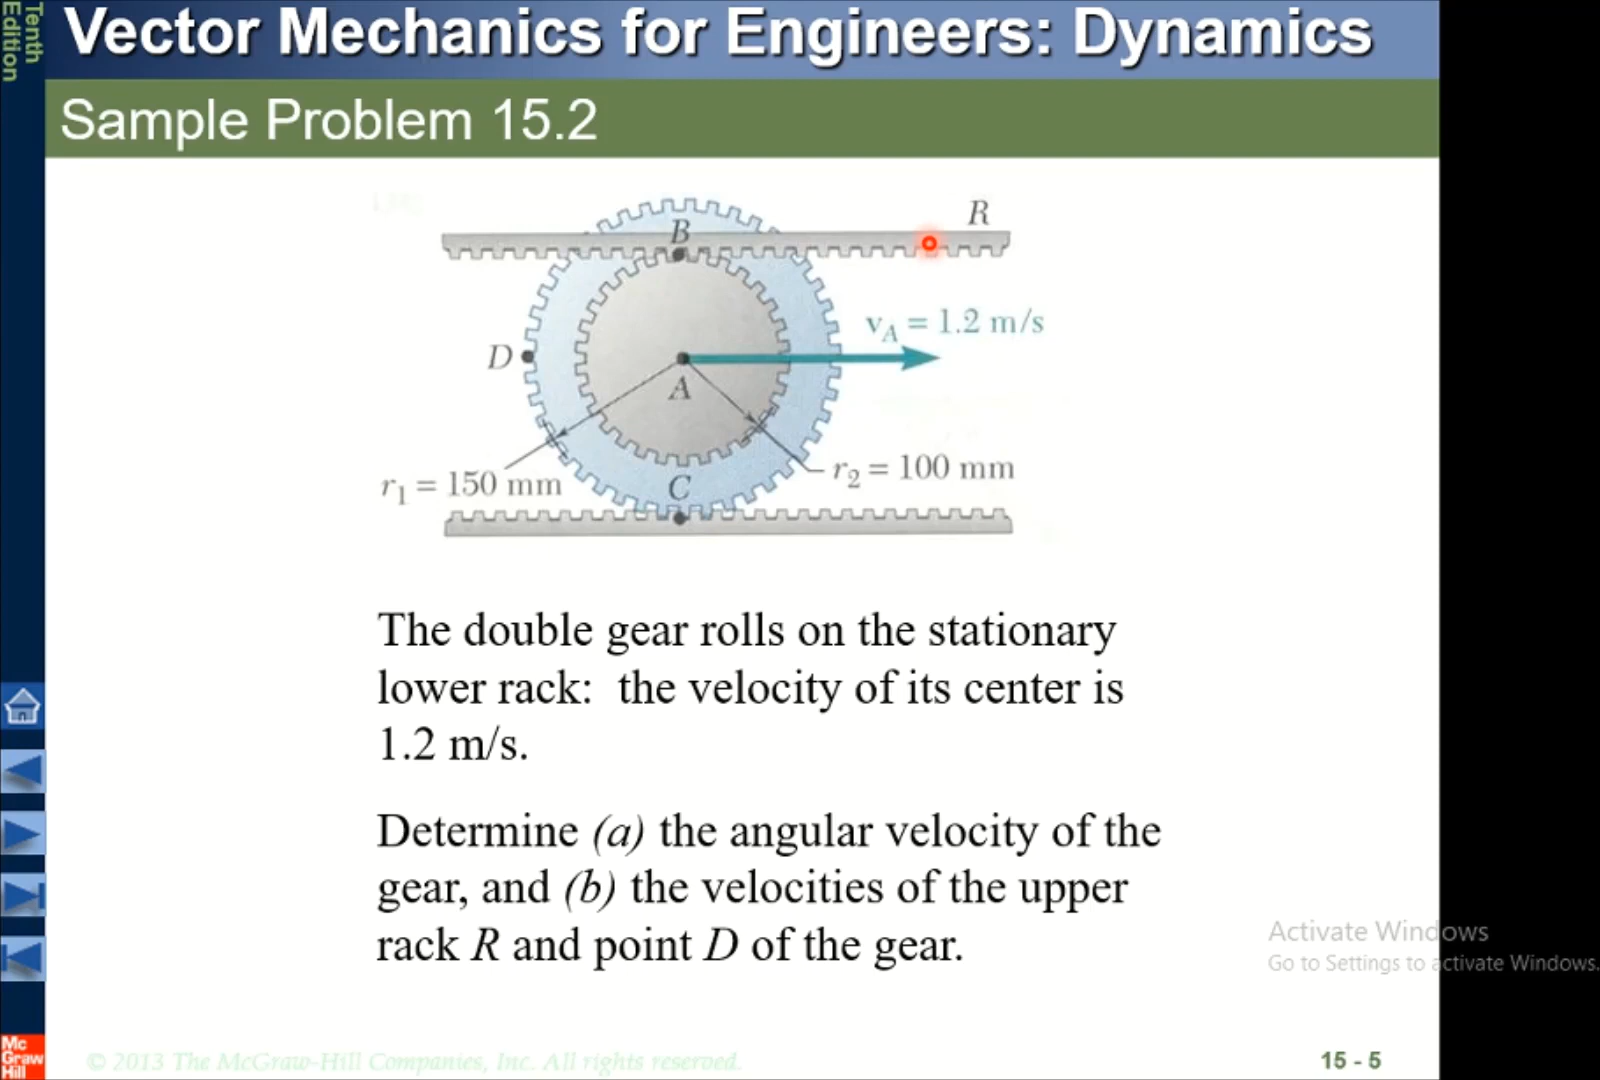 Tenth
Edition
Vector Mechanics for Engineers: Dynamics
Sample Problem 15.2
R
B
v_A = 1.2 m/s
D
A
r₁ = 150 mm
r₂ = 100 mm
C
The double gear rolls on the stationary
lower rack: the velocity of its center is
1.2 m/s.
Determine (a) the angular velocity of the
gear, and (b) the velocities of the upper
rack R and point D of the gear.
Activate Windows
Go to Settings to activate Windows.
Mc
Graw
Hill
© 2013 The McGraw-Hill Companies, Inc. All rights reserved.
15 - 5